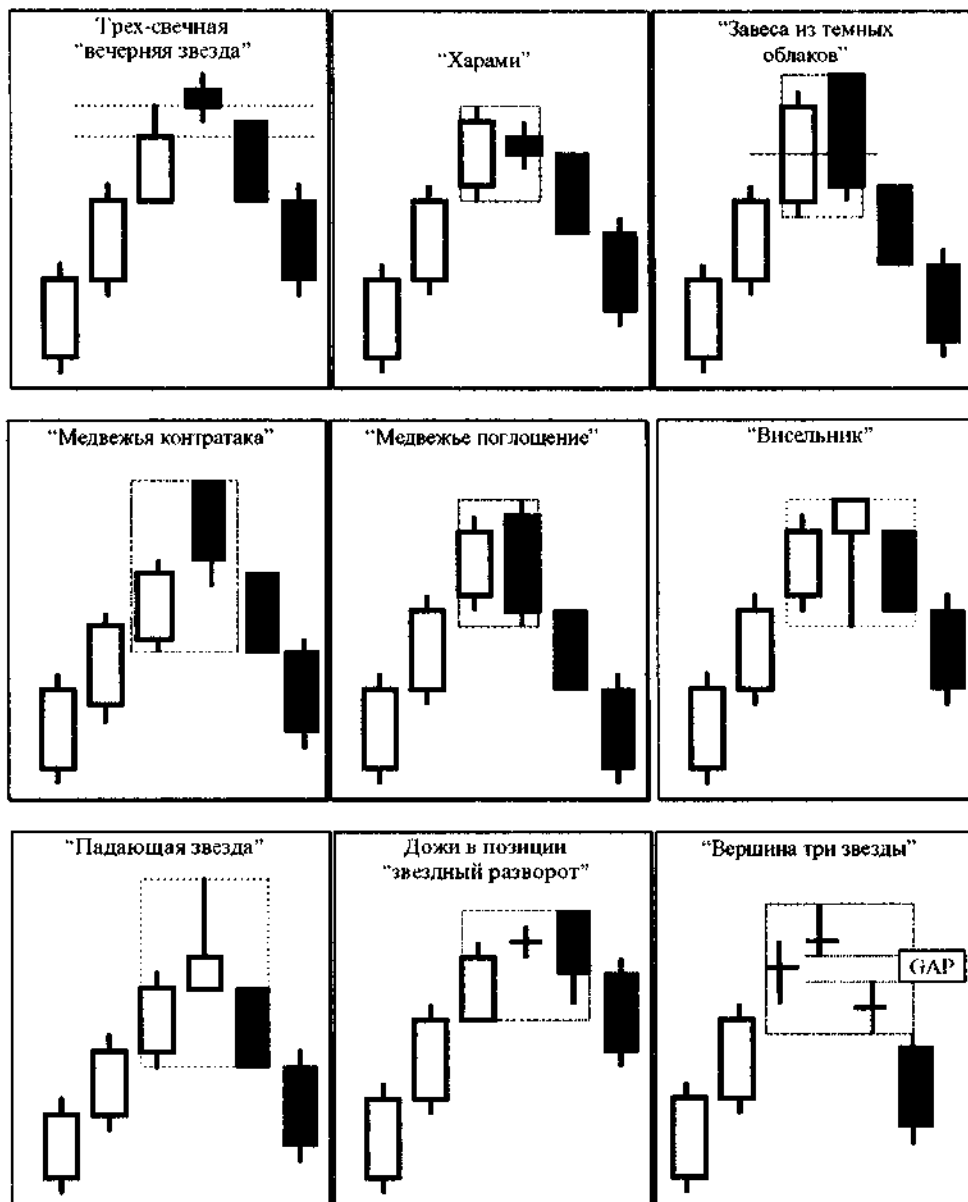 Трех-свечная
“вечерняя звезда”
“Харами”
“Завеса из темных
облаков”
“Медвежья контратака”
“Медвежье поглощение”
“Висельник”
“Падающая звезда”
Дожи в позиции
“звездный разворот”
“Вершина три звезды”
GAP